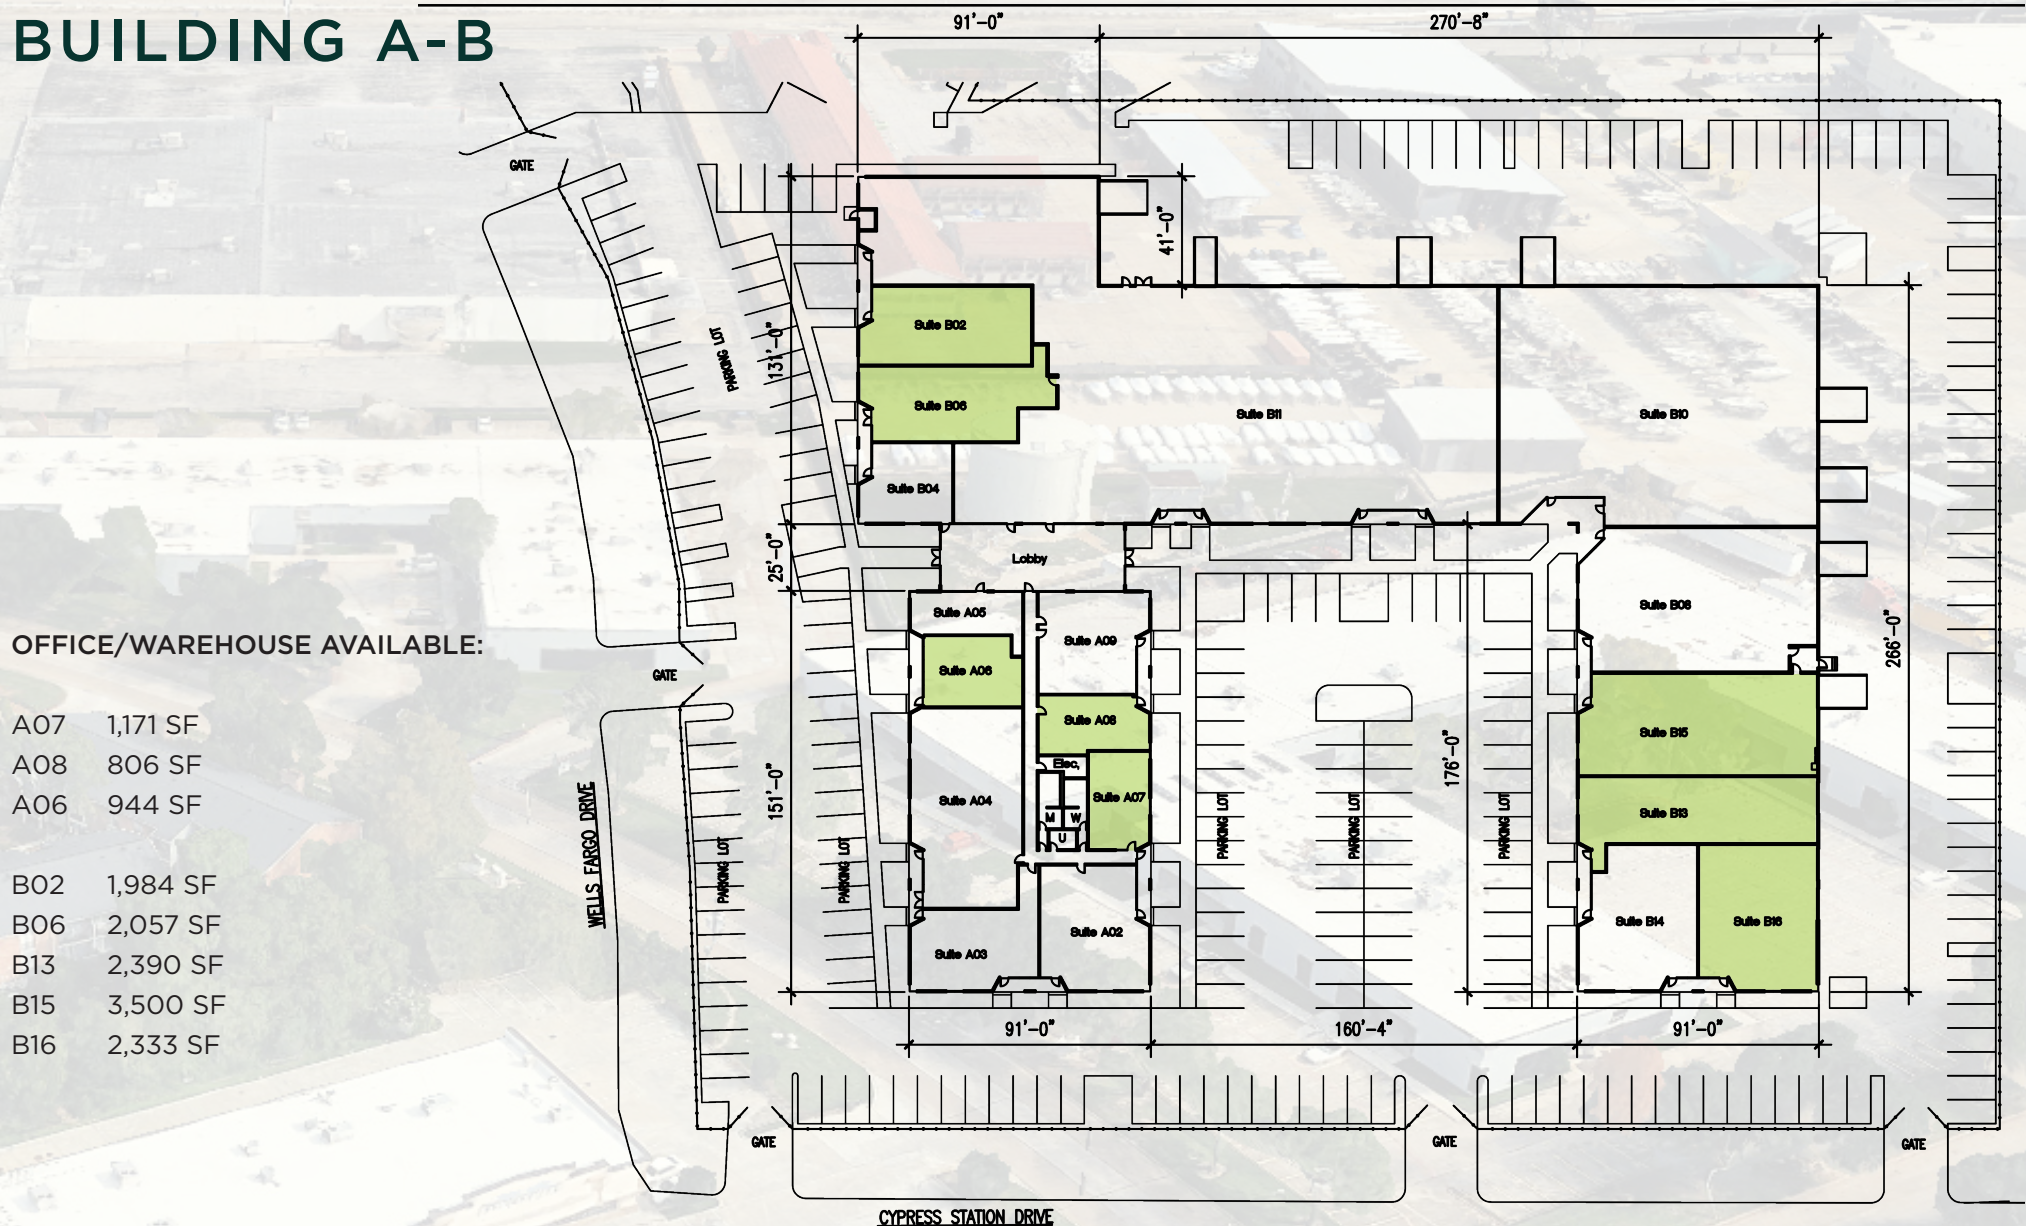 BUILDING A-B
91'-0"
270'-8"
GATE
41'-0"
131'-0"
PARKING LOT
Suite B02
Suite B06
Suite B11
Suite B10
Suite B04
25'-0"
Lobby
Suite A05
Suite A09
Suite B08
266'-0"
OFFICE/WAREHOUSE AVAILABLE:
A07 1,171 SF
A08 806 SF
A06 944 SF
B02 1,984 SF
B06 2,057 SF
B13 2,390 SF
B15 3,500 SF
B16 2,333 SF
GATE
Suite A06
Suite A08
Suite B15
176'-0"
Elec,
151'-0"
Suite A04
Suite A07
M W
U
Suite B13
WELLS FARGO DRIVE
PARKING LOT
PARKING LOT
PARKING LOT
PARKING LOT
PARKING LOT
Suite A02
Suite A03
Suite B14
Suite B16
91'-0"
160'-4"
91'-0"
GATE
GATE
GATE
CYPRESS STATION DRIVE